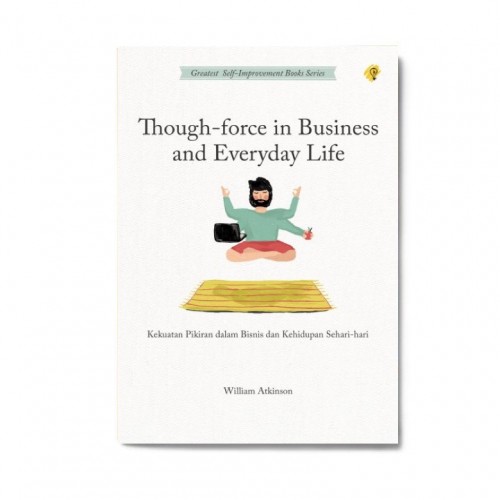 Greatest Self-Improvement Books Series
Though-force in Business
and Everyday Life
Kekuatan Pikiran dalam Bisnis dan Kehidupan Sehari-hari
William Atkinson